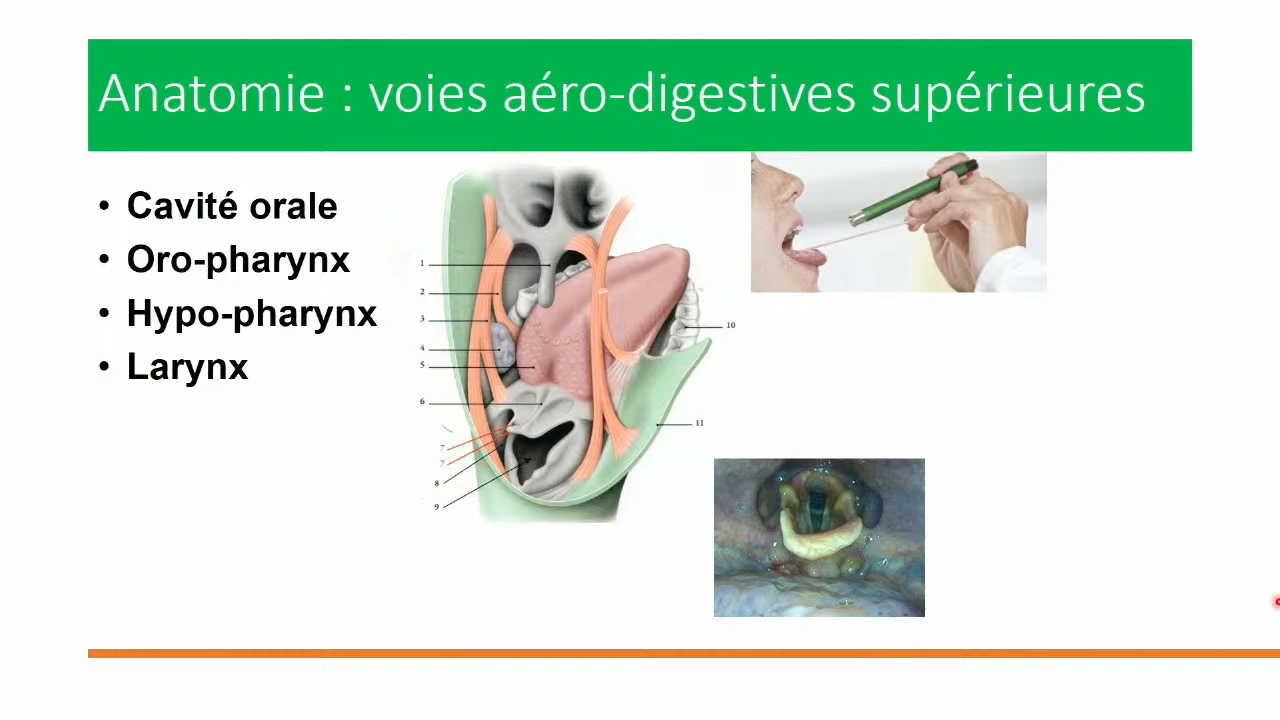 Anatomie : voies aéro-digestives supérieures
• Cavité orale
• Oro-pharynx
• Hypo-pharynx
• Larynx
1
2
3
4
5
6
7
7
8
9
10
11